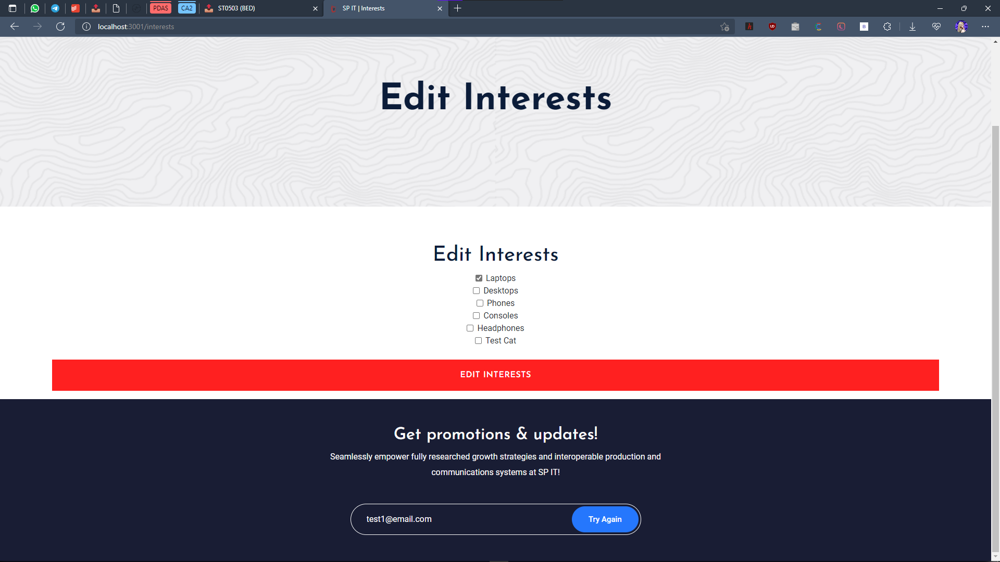 PDAS
CA2
ST0503 (BED)
SP IT | Interests
localhost:3001/interests
Edit Interests
Edit Interests
Laptops
Desktops
Phones
Consoles
Headphones
Test Cat
EDIT INTERESTS
Get promotions & updates!
Seamlessly empower fully researched growth strategies and interoperable production and
communications systems at SP IT!
test1@email.com
Try Again